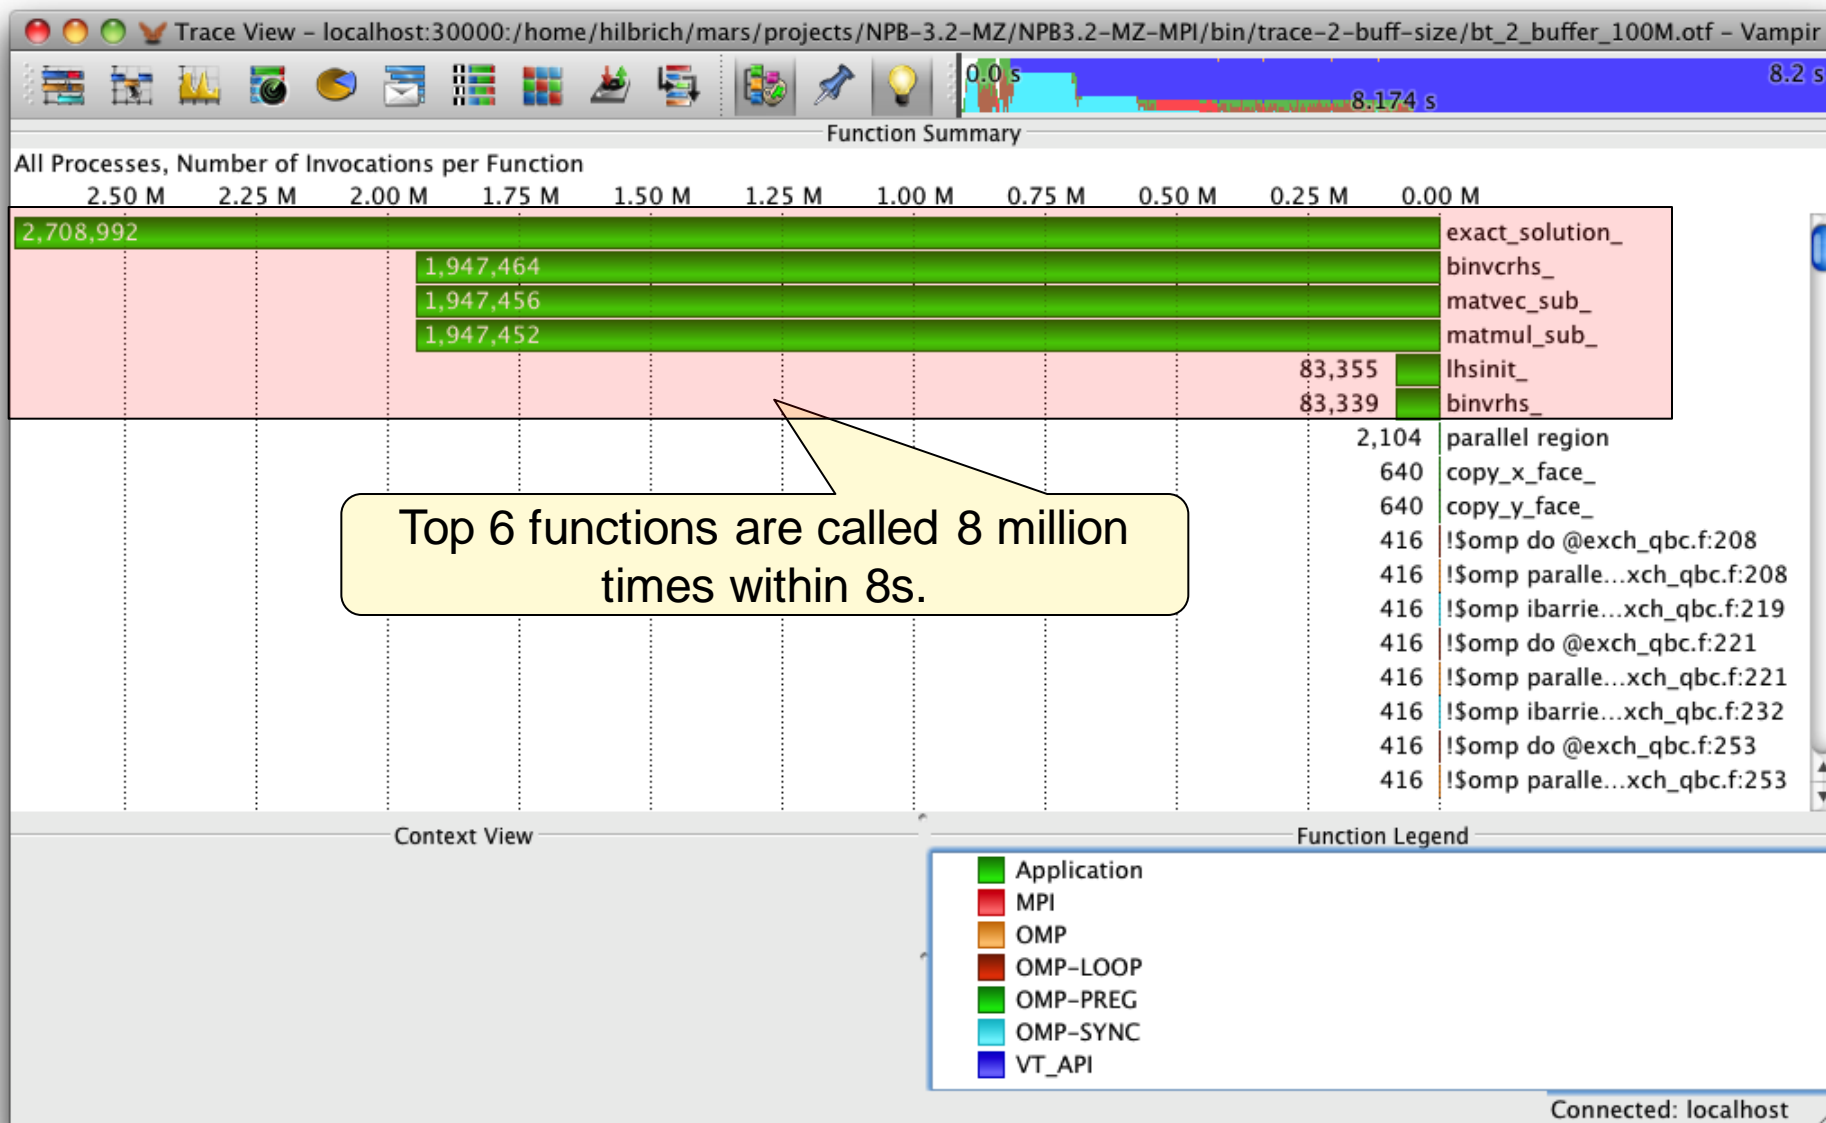 Trace View – localhost:30000:/home/hilbrich/mars/projects/NPB-3.2-MZ/NPB3.2-MZ-MPI/bin/trace-2-buff-size/bt_2_buffer_100M.otf – Vampir
0.0 s
8.2 s
8.174 s
Function Summary
All Processes, Number of Invocations per Function
2.50 M 2.25 M 2.00 M 1.75 M 1.50 M 1.25 M 1.00 M 0.75 M 0.50 M 0.25 M 0.00 M
2,708,992 exact_solution_
1,947,464 binvcrhs_
1,947,456 matvec_sub_
1,947,452 matmul_sub_
83,355 lhsinit_
83,339 binvrhs_
2,104 parallel region
640 copy_x_face_
640 copy_y_face_
416 !$omp do @exch_qbc.f:208
416 !$omp paralle...xch_qbc.f:208
416 !$omp ibarrie...xch_qbc.f:219
416 !$omp do @exch_qbc.f:221
416 !$omp paralle...xch_qbc.f:221
416 !$omp ibarrie...xch_qbc.f:232
416 !$omp do @exch_qbc.f:253
416 !$omp paralle...xch_qbc.f:253
Top 6 functions are called 8 million
times within 8s.
Context View
Function Legend
Application
MPI
OMP
OMP-LOOP
OMP-PREG
OMP-SYNC
VT_API
Connected: localhost